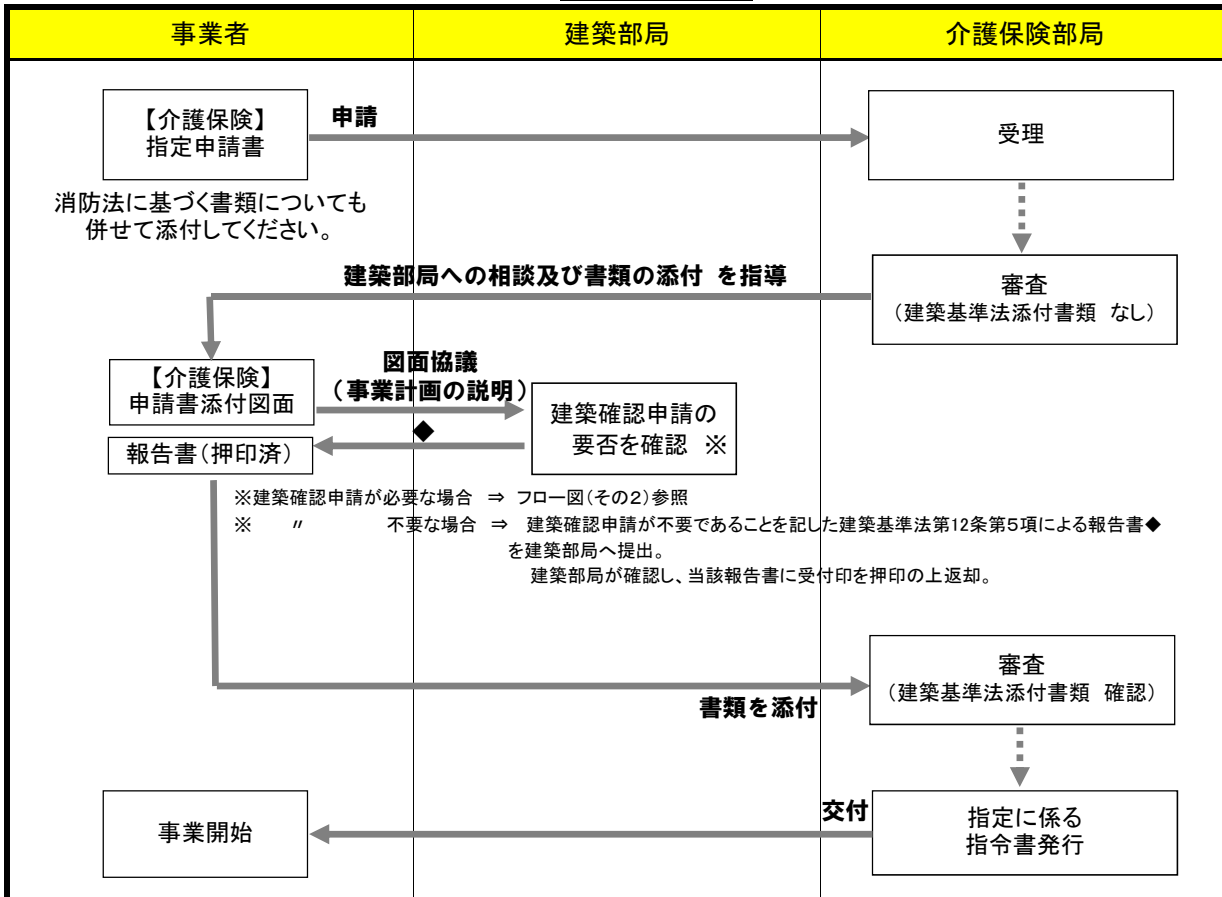 事業者
建築部局
介護保険部局
【介護保険】
指定申請書
申請
受理
消防法に基づく書類についても
併せて添付してください。
建築部局への相談及び書類の添付 を指導
審査
（建築基準法添付書類 なし）
【介護保険】
申請書添付図面
図面協議
（事業計画の説明）
◆
建築確認申請の
要否を確認 ※
報告書（押印済）
※建築確認申請が必要な場合 ⇒ フロー図（その２）参照
※ 〃 不要な場合 ⇒ 建築確認申請が不要であることを記した建築基準法第12条第５項による報告書◆
を建築部局へ提出。
建築部局が確認し、当該報告書に受付印を押印の上返却。
審査
（建築基準法添付書類 確認）
書類を添付
事業開始
交付
指定に係る
指令書発行